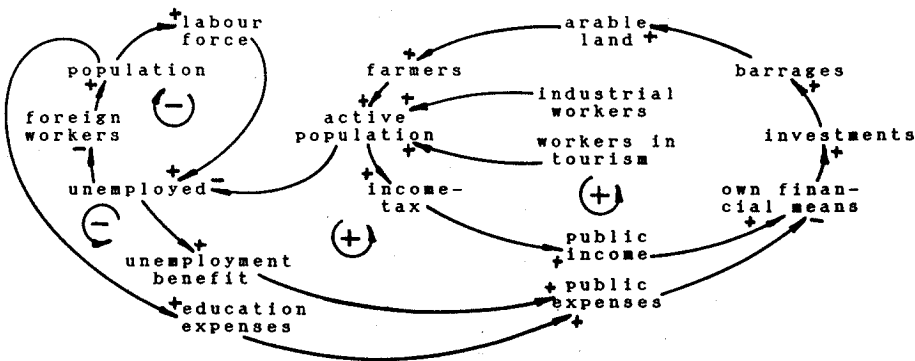 labour
force
arable
land
population
farmers
barrages
foreign
workers
active
population
industrial
workers
workers in
tourism
investments
unemployed
income-
tax
own finan-
cial means
public
income
unemployment
benefit
public
expenses
education
expenses